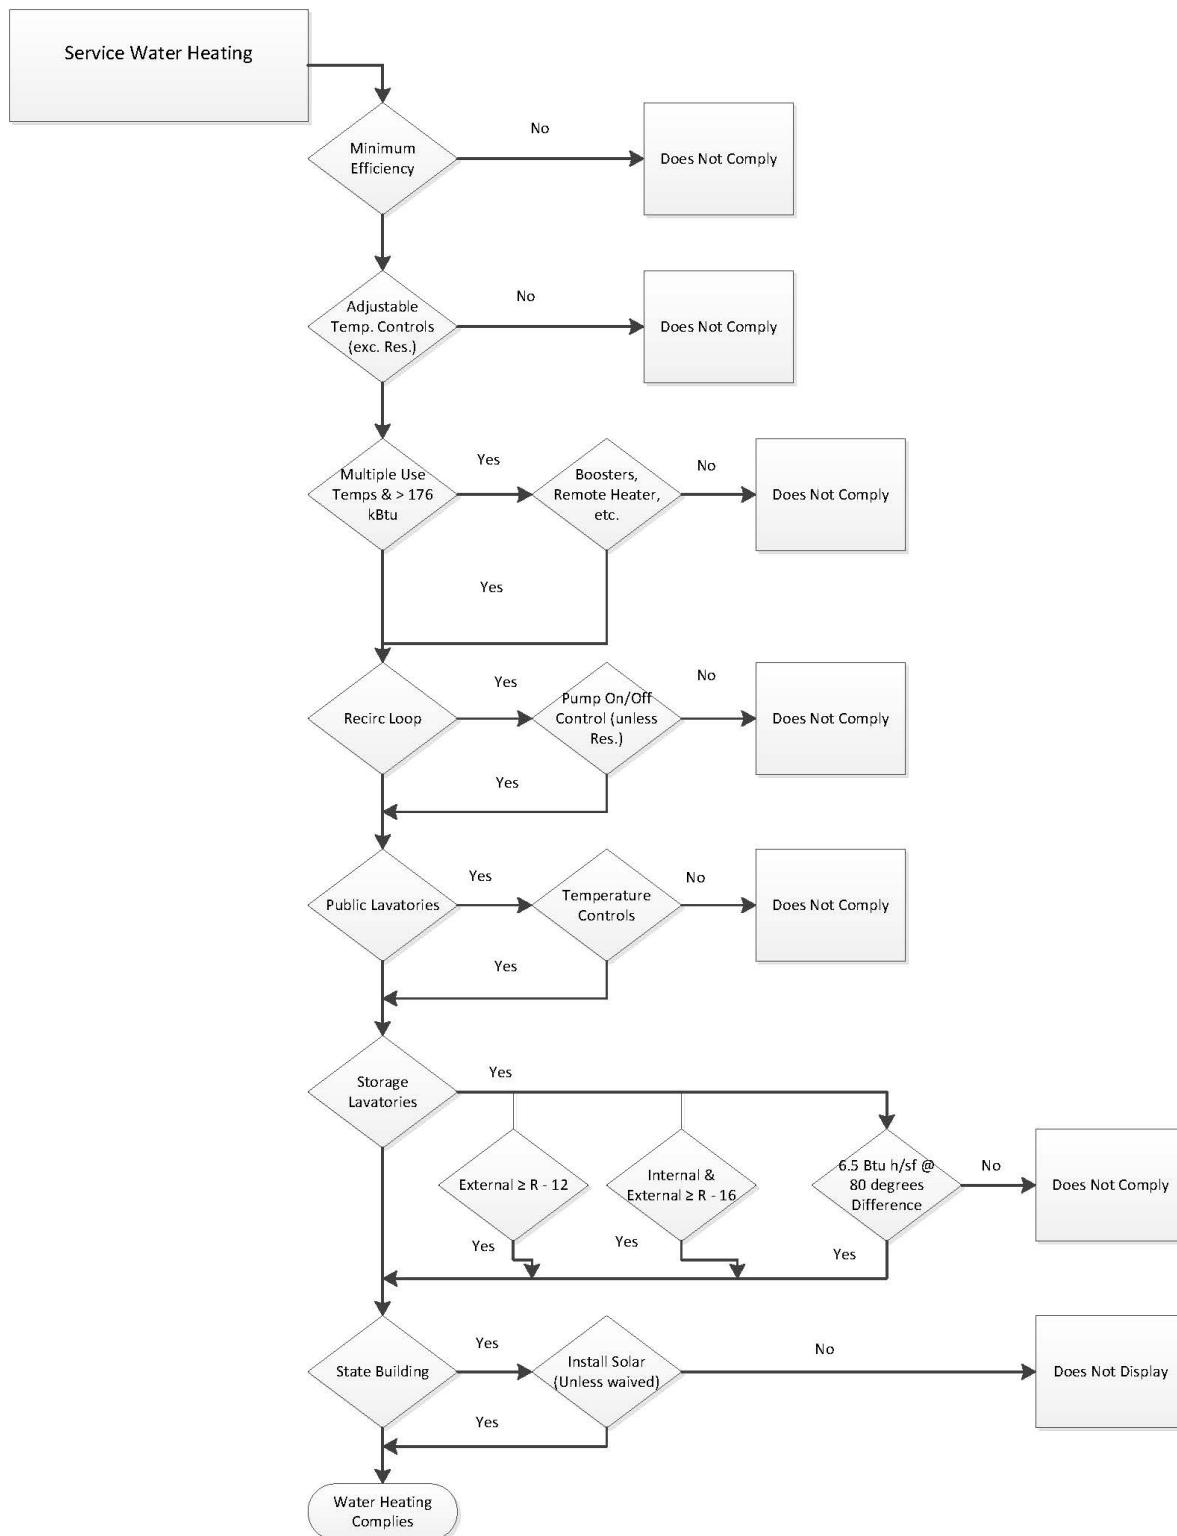 Service Water Heating
Minimum
Efficiency
No
Does Not Comply
Adjustable
Temp. Controls
(exc. Res.)
No
Does Not Comply
Multiple Use
Temps & > 176
kBtu
Yes
Boosters,
Remote Heater,
etc.
No
Does Not Comply
Yes
Recirc Loop
Yes
Pump On/Off
Control (unless
Res.)
No
Does Not Comply
Yes
Public Lavatories
Yes
Temperature
Controls
No
Does Not Comply
Yes
Storage
Lavatories
Yes
External ≥ R - 12
Yes
Internal &
External ≥ R - 16
Yes
6.5 Btu h/sf @
80 degrees
Difference
No
Does Not Comply
Yes
State Building
Yes
Install Solar
(Unless waived)
No
Does Not Display
Yes
Water Heating
Complies